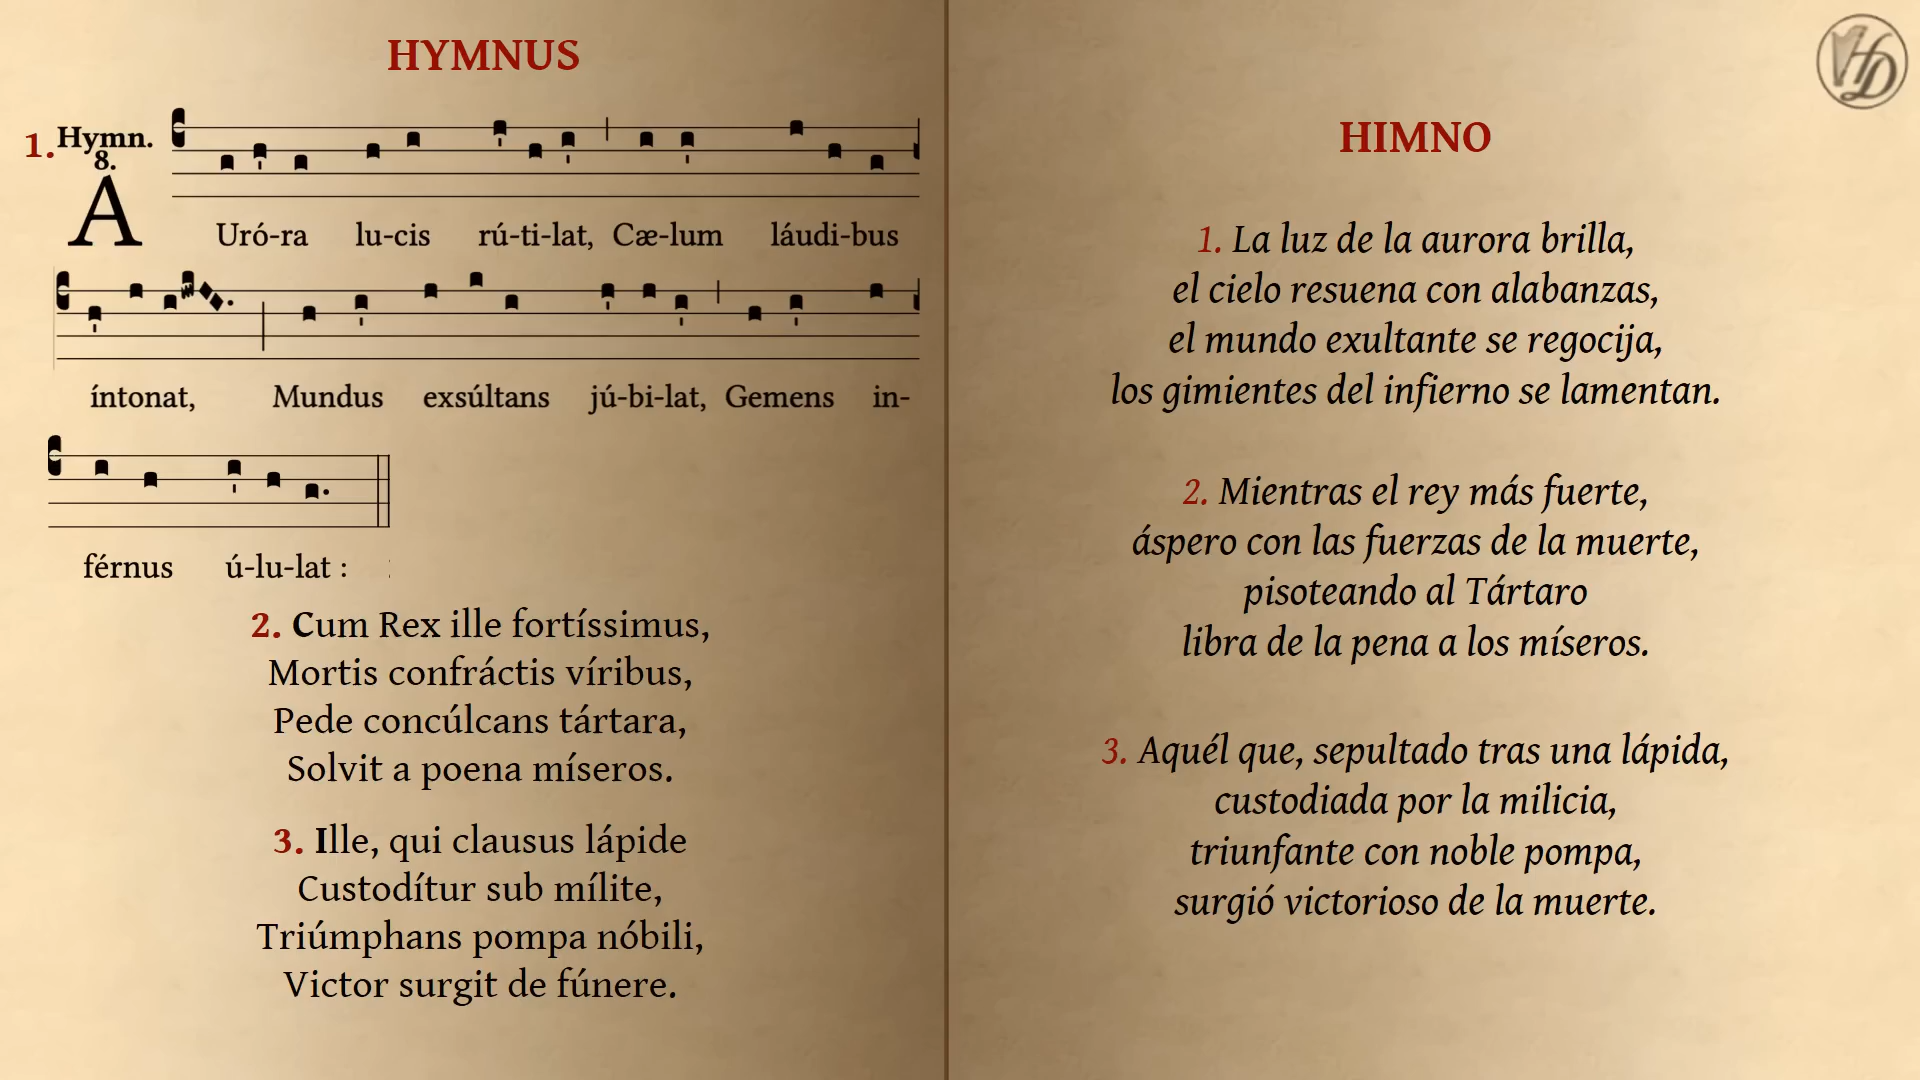 HYMNUS
1. Hymn.
8.
A
Uró-ra lu-cis rú-ti-lat, Cæ-lum láudi-bus
íntonat, Mundus exsúltans jú-bi-lat, Gemens in-
férnus ú-lu-lat :
2. Cum Rex ille fortíssimus,
Mortis confráctis víribus,
Pede concúlcans tártara,
Solvit a poena míseros.
3. Ille, qui clausus lápide
Custodítur sub mílite,
Triúmphans pompa nóbili,
Victor surgit de fúnere.
HD
HIMNO
1. La luz de la aurora brilla,
el cielo resuena con alabanzas,
el mundo exultante se regocija,
los gimientes del infierno se lamentan.
2. Mientras el rey más fuerte,
áspero con las fuerzas de la muerte,
pisoteando al Tártaro
libra de la pena a los míseros.
3. Aquél que, sepultado tras una lápida,
custodiada por la milicia,
triunfante con noble pompa,
surgió victorioso de la muerte.